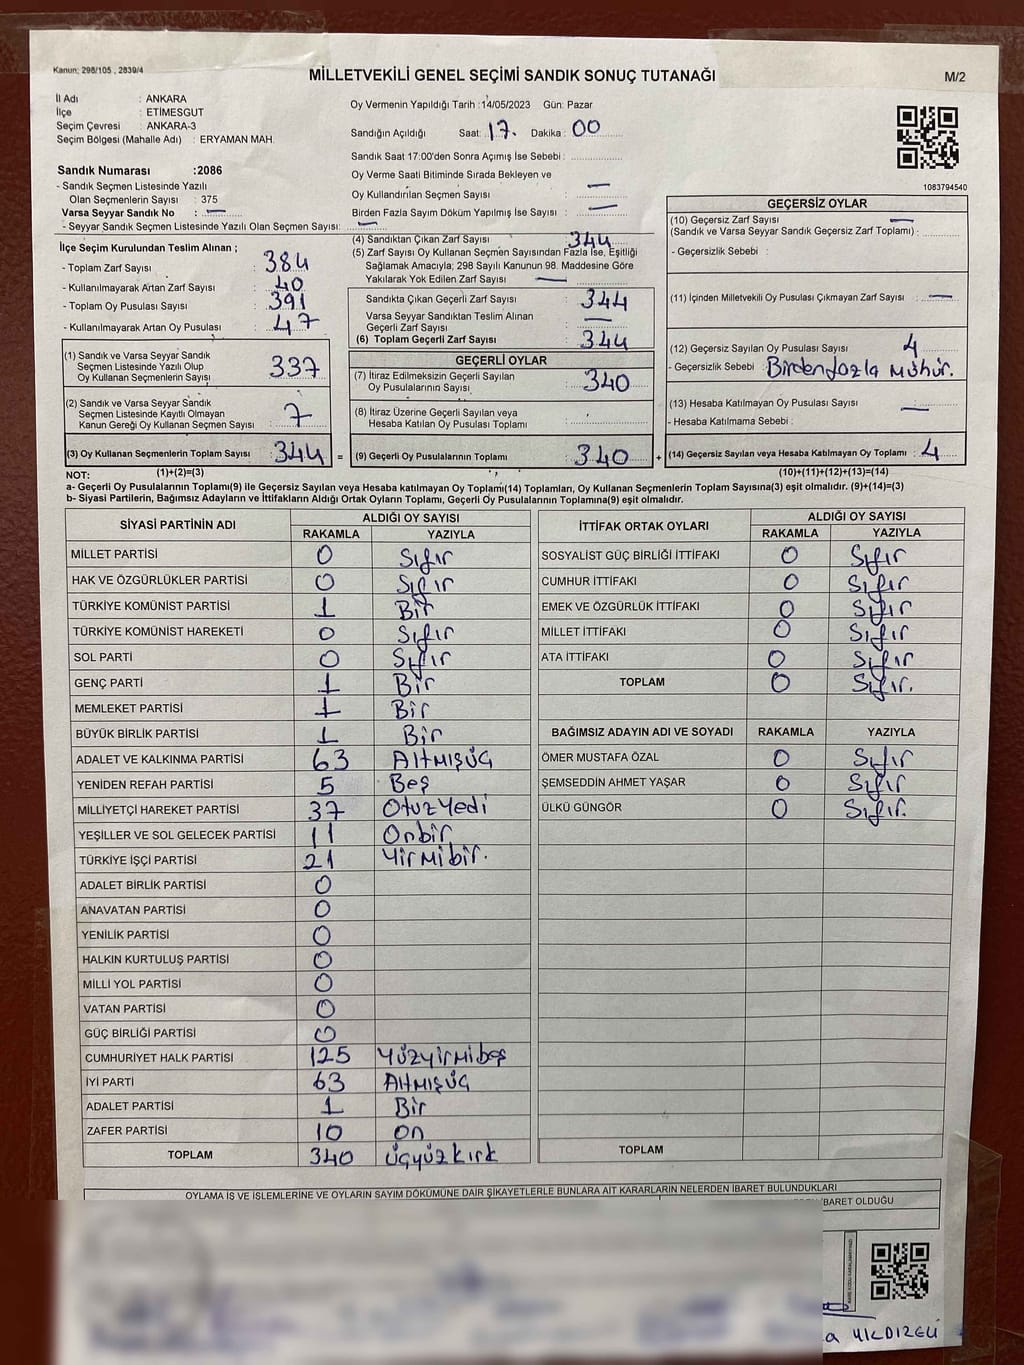 Kanun: 298/105 , 2839/4
MİLLETVEKİLİ GENEL SEÇİMİ SANDIK SONUÇ TUTANAĞI
M/2
İl Adı : ANKARA
İlçe : ETİMESGUT
Seçim Çevresi : ANKARA-3
Seçim Bölgesi (Mahalle Adı) : ERYAMAN MAH.
Sandık Numarası :2086
- Sandık Seçmen Listesinde Yazılı
Olan Seçmenlerin Sayısı : 375
Varsa Seyyar Sandık No : —
- Seyyar Sandık Seçmen Listesinde Yazılı Olan Seçmen Sayısı: —
Oy Vermenin Yapıldığı Tarih :14/05/2023 Gün: Pazar
Sandığın Açıldığı Saat: 17. Dakika: 00
Sandık Saat 17:00'den Sonra Açımış İse Sebebi :
Oy Verme Saati Bitiminde Sırada Bekleyen ve
Oy Kullandırılan Seçmen Sayısı : —
Birden Fazla Sayım Döküm Yapılmış İse Sayısı : —
1083794540
İlçe Seçim Kurulundan Teslim Alınan ;
- Toplam Zarf Sayısı : 384
- Kullanılmayarak Artan Zarf Sayısı : 40
- Toplam Oy Pusulası Sayısı : 391
- Kullanılmayarak Artan Oy Pusulası : 47
(1) Sandık ve Varsa Seyyar Sandık
Seçmen Listesinde Yazılı Olup
Oy Kullanan Seçmenlerin Sayısı : 337
(2) Sandık ve Varsa Seyyar Sandık
Seçmen Listesinde Kayıtlı Olmayan
Kanun Gereği Oy Kullanan Seçmen Sayısı : 7
(3) Oy Kullanan Seçmenlerin Toplam Sayısı : 344 =
(4) Sandıktan Çıkan Zarf Sayısı : 344
(5) Zarf Sayısı Oy Kullanan Seçmen Sayısından Fazla İse, Eşitliği
Sağlamak Amacıyla; 298 Sayılı Kanunun 98. Maddesine Göre
Yakılarak Yok Edilen Zarf Sayısı : —
Sandıkta Çıkan Geçerli Zarf Sayısı : 344
Varsa Seyyar Sandıktan Teslim Alınan
Geçerli Zarf Sayısı : —
(6) Toplam Geçerli Zarf Sayısı : 344
GEÇERLİ OYLAR
(7) İtiraz Edilmeksizin Geçerli Sayılan
Oy Pusulalarının Sayısı : 340
(8) İtiraz Üzerine Geçerli Sayılan veya
Hesaba Katılan Oy Pusulası Toplamı :
(9) Geçerli Oy Pusulalarının Toplamı : 340 +
GEÇERSİZ OYLAR
(10) Geçersiz Zarf Sayısı —
(Sandık ve Varsa Seyyar Sandık Geçersiz Zarf Toplamı) :
- Geçersizlik Sebebi :
(11) İçinden Milletvekili Oy Pusulası Çıkmayan Zarf Sayısı : —
(12) Geçersiz Sayılan Oy Pusulası Sayısı : 4
- Geçersizlik Sebebi : Birden fazla Mühür.
(13) Hesaba Katılmayan Oy Pusulası Sayısı : —
- Hesaba Katılmama Sebebi :
(14) Geçersiz Sayılan veya Hesaba Katılmayan Oy Toplamı : 4
NOT: (1)+(2)=(3) (10)+(11)+(12)+(13)=(14)
a- Geçerli Oy Pusulalarının Toplamı(9) ile Geçersiz Sayılan veya Hesaba katılmayan Oy Toplamı(14) Toplamları, Oy Kullanan Seçmenlerin Toplam Sayısına(3) eşit olmalıdır. (9)+(14)=(3)
b- Siyasi Partilerin, Bağımsız Adayların ve İttifakların Aldığı Ortak Oyların Toplamı, Geçerli Oy Pusulalarının Toplamına(9) eşit olmalıdır.
SİYASİ PARTİNİN ADI ALDIĞI OY SAYISI
RAKAMLA YAZIYLA
MİLLET PARTİSİ 0 Sıfır
HAK VE ÖZGÜRLÜKLER PARTİSİ 0 Sıfır
TÜRKİYE KOMÜNİST PARTİSİ 1 Bir
TÜRKİYE KOMÜNİST HAREKETİ 0 Sıfır
SOL PARTİ 0 Sıfır
GENÇ PARTİ 1 Bir
MEMLEKET PARTİSİ 1 Bir
BÜYÜK BİRLİK PARTİSİ 1 Bir
ADALET VE KALKINMA PARTİSİ 63 Altmışüç
YENİDEN REFAH PARTİSİ 5 Beş
MİLLİYETÇİ HAREKET PARTİSİ 37 Otuzyedi
YEŞİLLER VE SOL GELECEK PARTİSİ 11 Onbir
TÜRKİYE İŞÇİ PARTİSİ 21 Yirmibir.
ADALET BİRLİK PARTİSİ 0
ANAVATAN PARTİSİ 0
YENİLİK PARTİSİ 0
HALKIN KURTULUŞ PARTİSİ 0
MİLLİ YOL PARTİSİ 0
VATAN PARTİSİ 0
GÜÇ BİRLİĞİ PARTİSİ 0
CUMHURİYET HALK PARTİSİ 125 Yüzyirmibeş
İYİ PARTİ 63 Altmışüç
ADALET PARTİSİ 1 Bir
ZAFER PARTİSİ 10 On
TOPLAM 340 Üçyüzkırk
İTTİFAK ORTAK OYLARI ALDIĞI OY SAYISI
RAKAMLA YAZIYLA
SOSYALİST GÜÇ BİRLİĞİ İTTİFAKI 0 Sıfır
CUMHUR İTTİFAKI 0 Sıfır
EMEK VE ÖZGÜRLÜK İTTİFAKI 0 Sıfır
MİLLET İTTİFAKI 0 Sıfır
ATA İTTİFAKI 0 Sıfır
TOPLAM 0 Sıfır.
BAĞIMSIZ ADAYIN ADI VE SOYADI RAKAMLA YAZIYLA
ÖMER MUSTAFA ÖZAL 0 Sıfır
ŞEMSEDDİN AHMET YAŞAR 0 Sıfır
ÜLKÜ GÜNGÖR 0 Sıfır.
TOPLAM
OYLAMA İŞ VE İŞLEMLERİNE VE OYLARIN SAYIM DÖKÜMÜNE DAİR ŞİKAYETLERLE BUNLARA AİT KARARLARIN NELERDEN İBARET BULUNDUKLARI
İBARET OLDUĞU
a YILDIZELİ